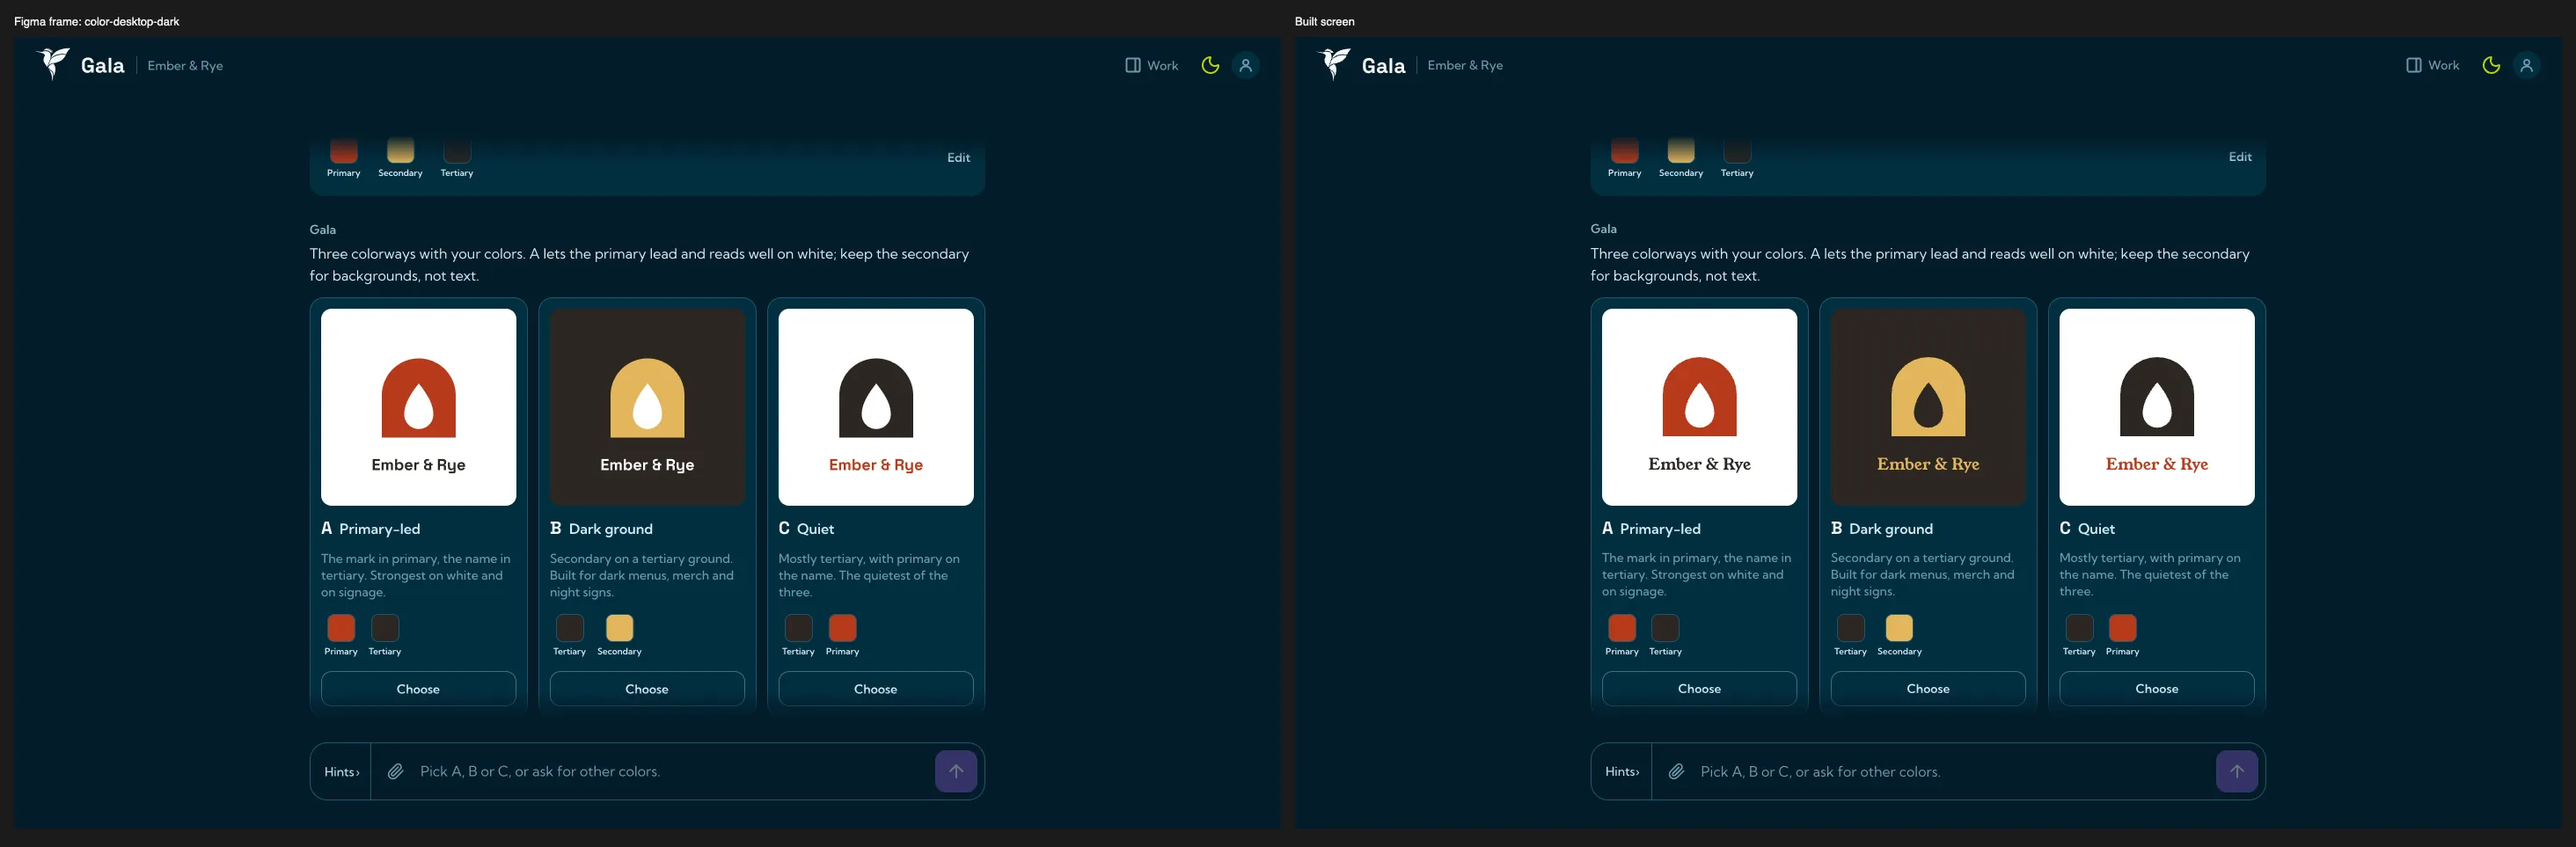 Figma frame: color-desktop-dark
Gala
Ember & Rye
Work
Primary
Secondary
Tertiary
Edit
Gala
Three colorways with your colors. A lets the primary lead and reads well on white; keep the secondary
for backgrounds, not text.
Ember & Rye
A Primary-led
The mark in primary, the name in
tertiary. Strongest on white and
on signage.
Primary
Tertiary
Choose
Ember & Rye
B Dark ground
Secondary on a tertiary ground.
Built for dark menus, merch and
night signs.
Tertiary
Secondary
Choose
Ember & Rye
C Quiet
Mostly tertiary, with primary on
the name. The quietest of the
three.
Tertiary
Primary
Choose
Hints›
Pick A, B or C, or ask for other colors.
Built screen
Gala
Ember & Rye
Work
Primary
Secondary
Tertiary
Edit
Gala
Three colorways with your colors. A lets the primary lead and reads well on white; keep the secondary
for backgrounds, not text.
Ember & Rye
A Primary-led
The mark in primary, the name in
tertiary. Strongest on white and
on signage.
Primary
Tertiary
Choose
Ember & Rye
B Dark ground
Secondary on a tertiary ground.
Built for dark menus, merch and
night signs.
Tertiary
Secondary
Choose
Ember & Rye
C Quiet
Mostly tertiary, with primary on
the name. The quietest of the
three.
Tertiary
Primary
Choose
Hints›
Pick A, B or C, or ask for other colors.